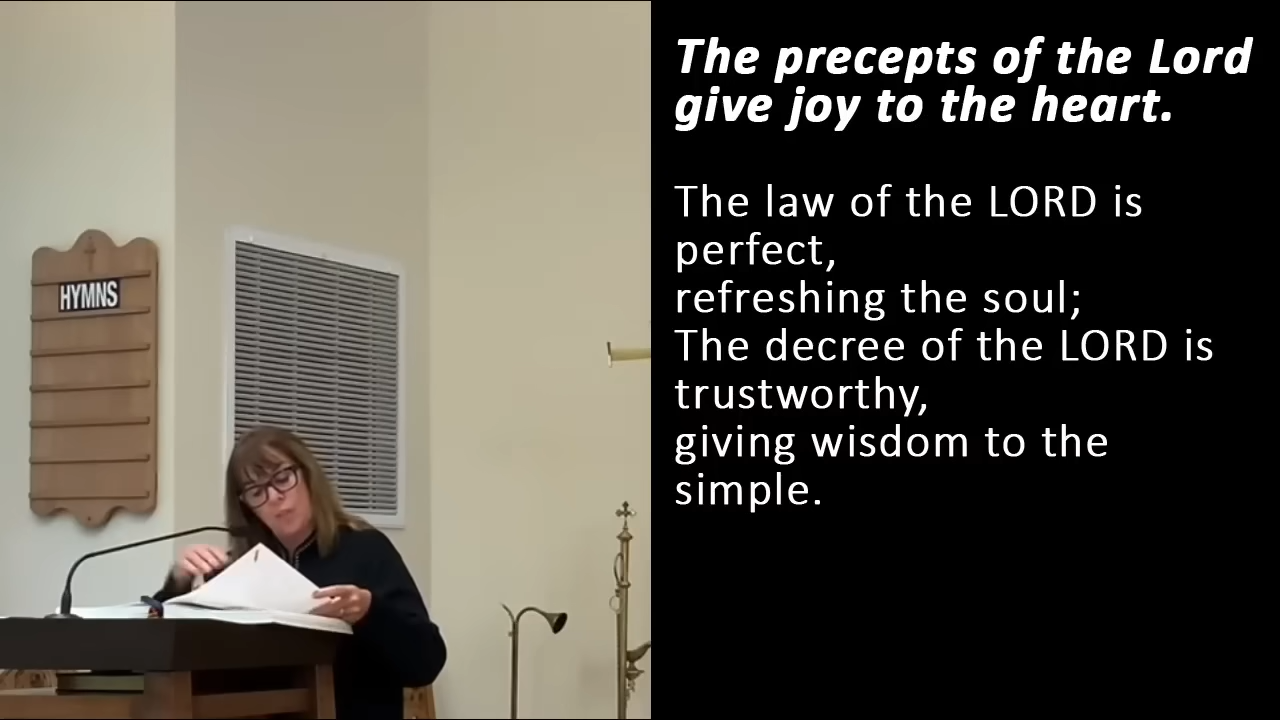 HYMNS
The precepts of the Lord
give joy to the heart.
The law of the LORD is
perfect,
refreshing the soul;
The decree of the LORD is
trustworthy,
giving wisdom to the
simple.